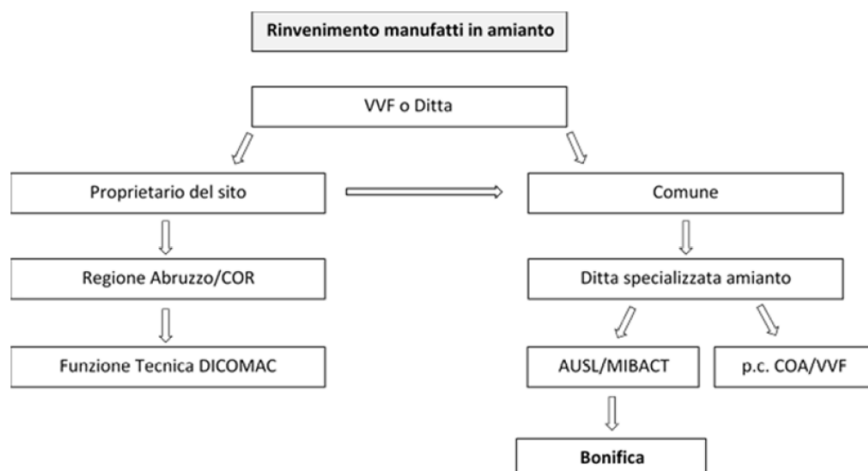 Rinvenimento manufatti in amianto
VVF o Ditta
Proprietario del sito
Comune
Regione Abruzzo/COR
Ditta specializzata amianto
Funzione Tecnica DICOMAC
AUSL/MIBACT
p.c. COA/VVF
Bonifica